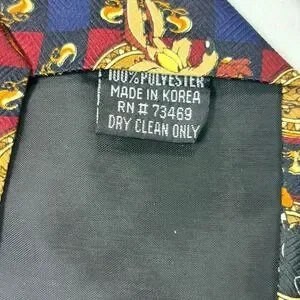 100% POLYESTER
MADE IN KOREA
RN # 73469
DRY CLEAN ONLY